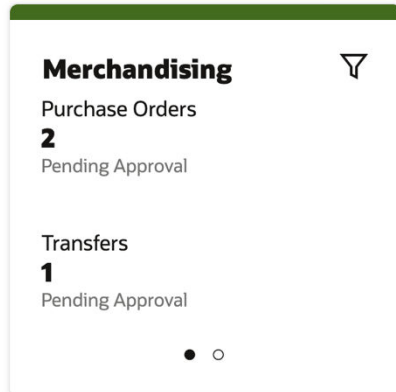 Merchandising
Purchase Orders
2
Pending Approval
Transfers
1
Pending Approval